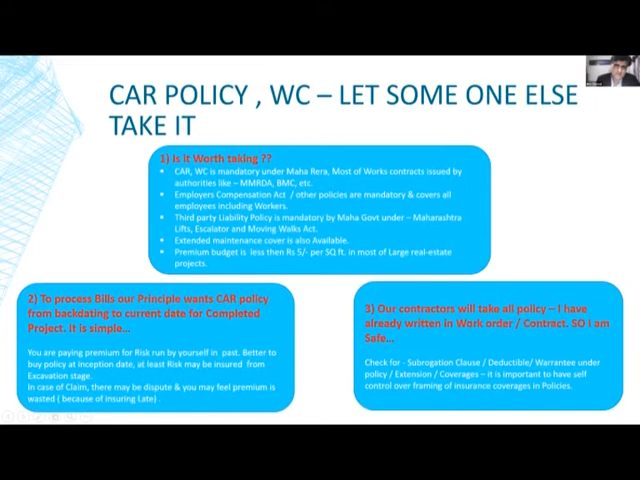 CAR POLICY , WC – LET SOME ONE ELSE
TAKE IT
1) Is it Worth taking ??
CAR, WC is mandatory under Maha Rera, Most of Works contracts issued by
authorities like – MMRDA, BMC, etc.
Employers Compensation Act / other policies are mandatory & covers all
employees including Workers.
Third party Liability Policy is mandatory by Maha Govt under – Maharashtra
Lifts, Escalator and Moving Walks Act.
Extended maintenance cover is also Available.
Premium budget is less then Rs 5/- per SQ ft. in most of Large real-estate
projects.
2) To process Bills our Principle wants CAR policy
from backdating to current date for Completed
Project. It is simple…
You are paying premium for Risk run by yourself in past. Better to
buy policy at inception date, at least Risk may be insured from
Excavation stage.
In case of Claim, there may be dispute & you may feel premium is
wasted ( because of insuring Late) .
3) Our contractors will take all policy – I have
already written in Work order / Contract. SO I am
Safe…
Check for - Subrogation Clause / Deductible/ Warrantee under
policy / Extension / Coverages – it is important to have self
control over framing of insurance coverages in Policies.